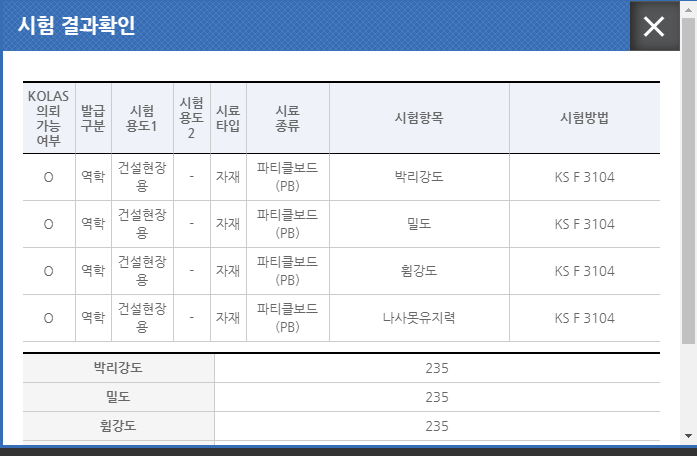 시험 결과확인
KOLAS 의뢰 가능 여부 발급 구분 시험 용도1 시험 용도 2 시료 타입 시료 종류 시험항목 시험방법
O 역학 건설현장용 - 자재 파티클보드 (PB) 박리강도 KS F 3104
O 역학 건설현장용 - 자재 파티클보드 (PB) 밀도 KS F 3104
O 역학 건설현장용 - 자재 파티클보드 (PB) 휨강도 KS F 3104
O 역학 건설현장용 - 자재 파티클보드 (PB) 나사못유지력 KS F 3104
박리강도 235
밀도 235
휨강도 235